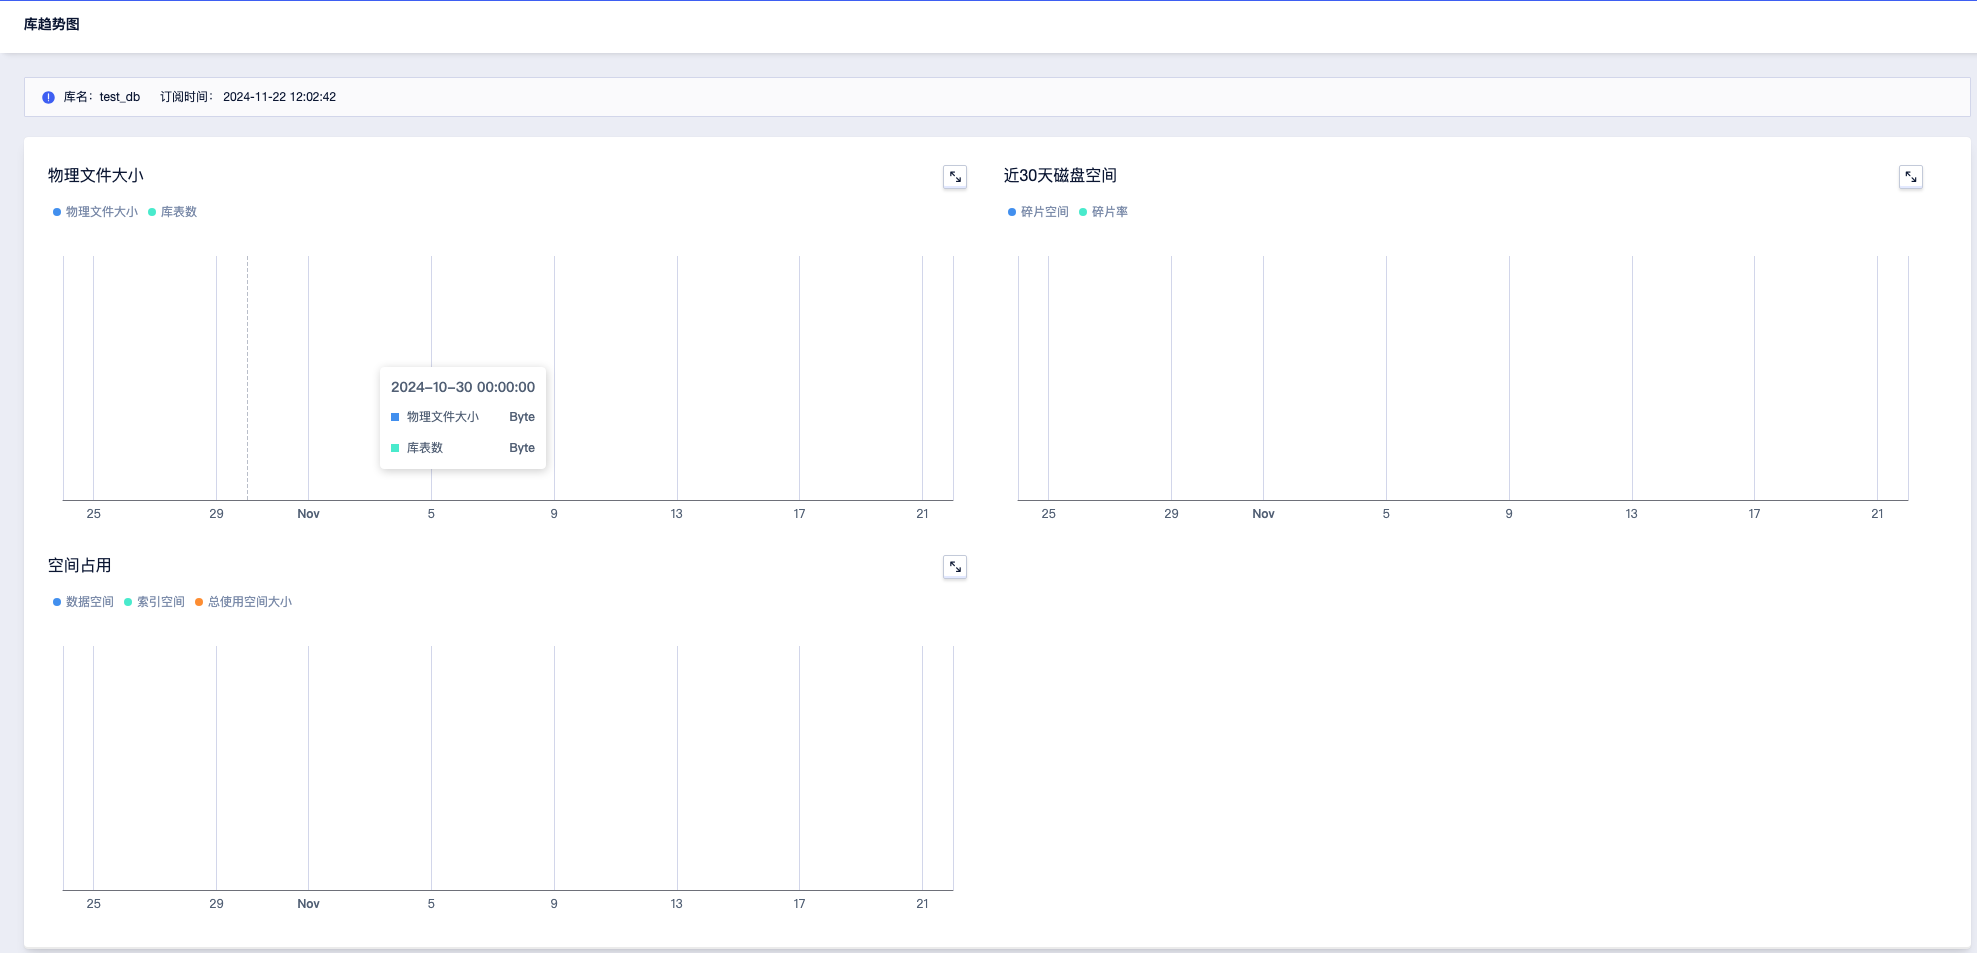 库趋势图
库名：test_db 订阅时间： 2024-11-22 12:02:42
物理文件大小
物理文件大小 库表数
2024-10-30 00:00:00
物理文件大小 Byte
库表数 Byte
25 29 Nov 5 9 13 17 21
近30天磁盘空间
碎片空间 碎片率
25 29 Nov 5 9 13 17 21
空间占用
数据空间 索引空间 总使用空间大小
25 29 Nov 5 9 13 17 21